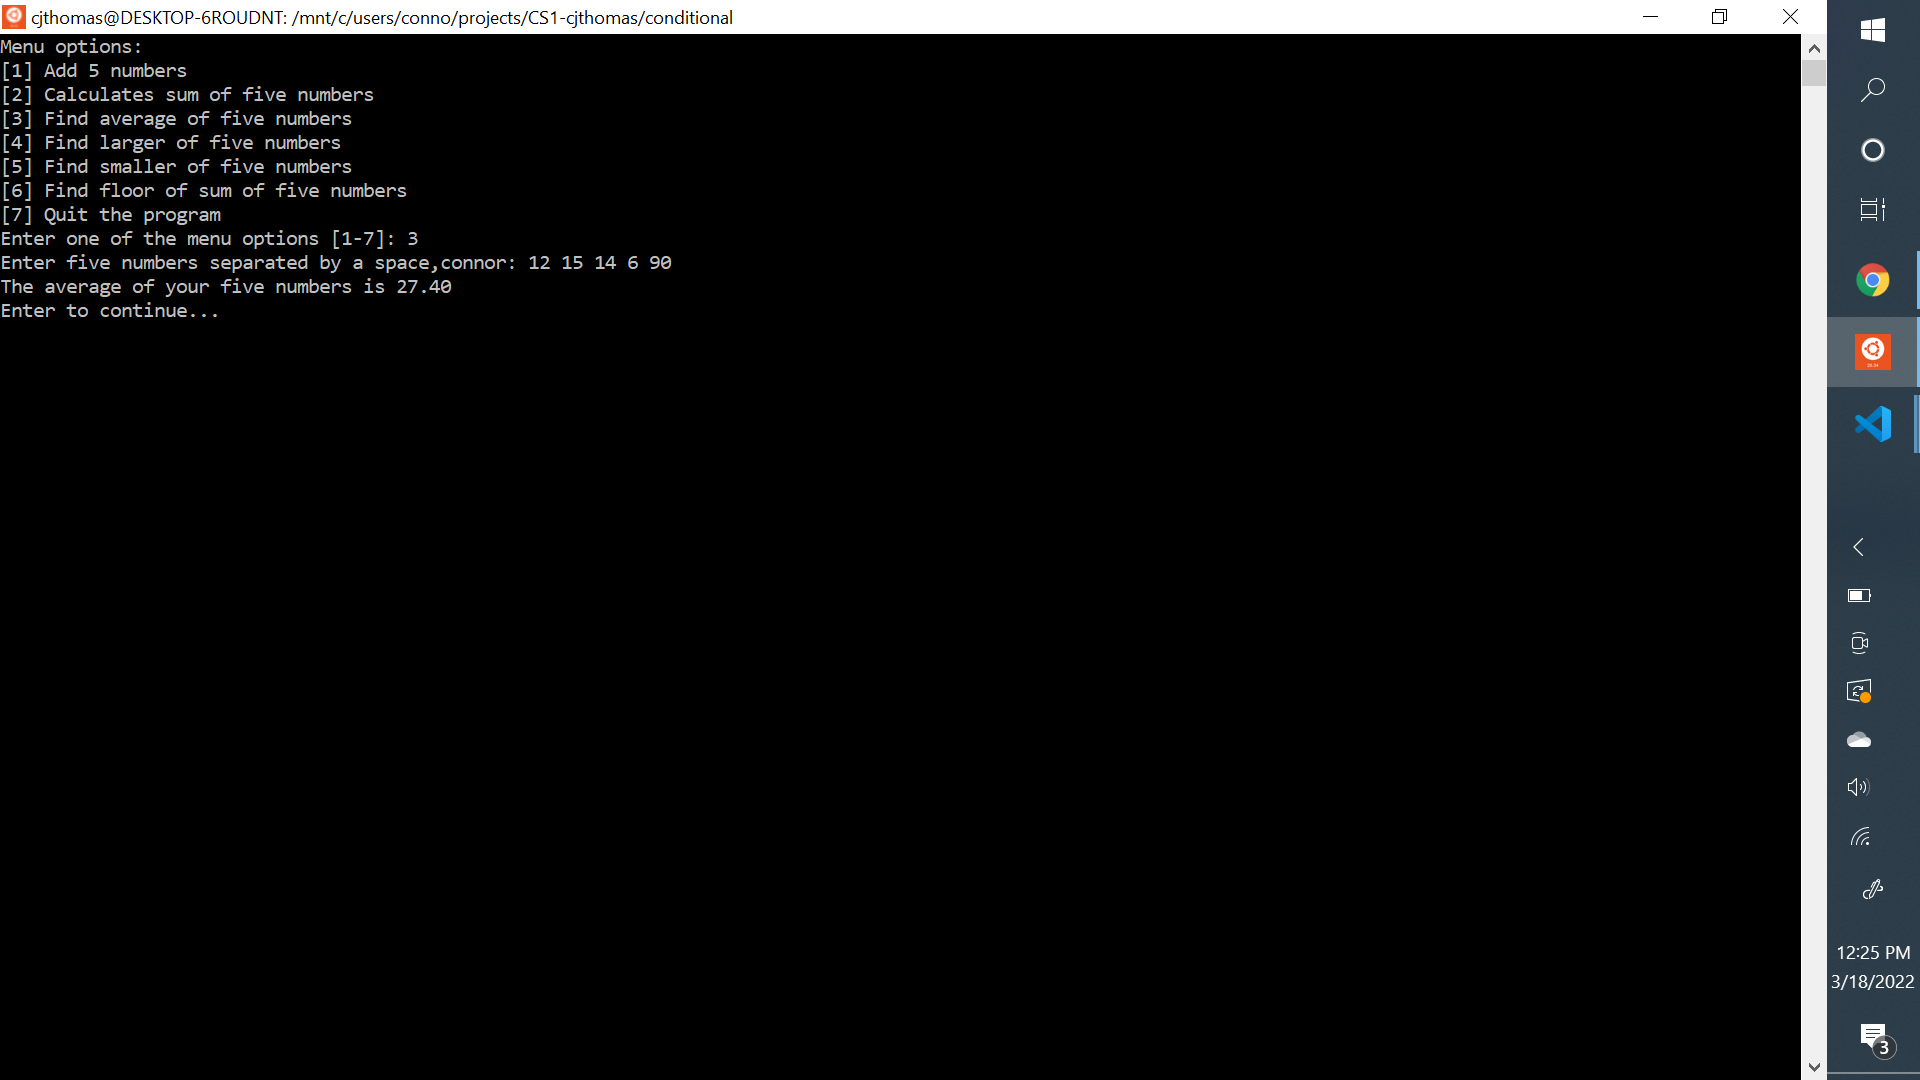 cjthomas@DESKTOP-6ROUDNT: /mnt/c/users/conno/projects/CS1-cjthomas/conditional
Menu options:
[1] Add 5 numbers
[2] Calculates sum of five numbers
[3] Find average of five numbers
[4] Find larger of five numbers
[5] Find smaller of five numbers
[6] Find floor of sum of five numbers
[7] Quit the program
Enter one of the menu options [1-7]: 3
Enter five numbers separated by a space,connor: 12 15 14 6 90
The average of your five numbers is 27.40
Enter to continue...
12:25 PM
3/18/2022
3